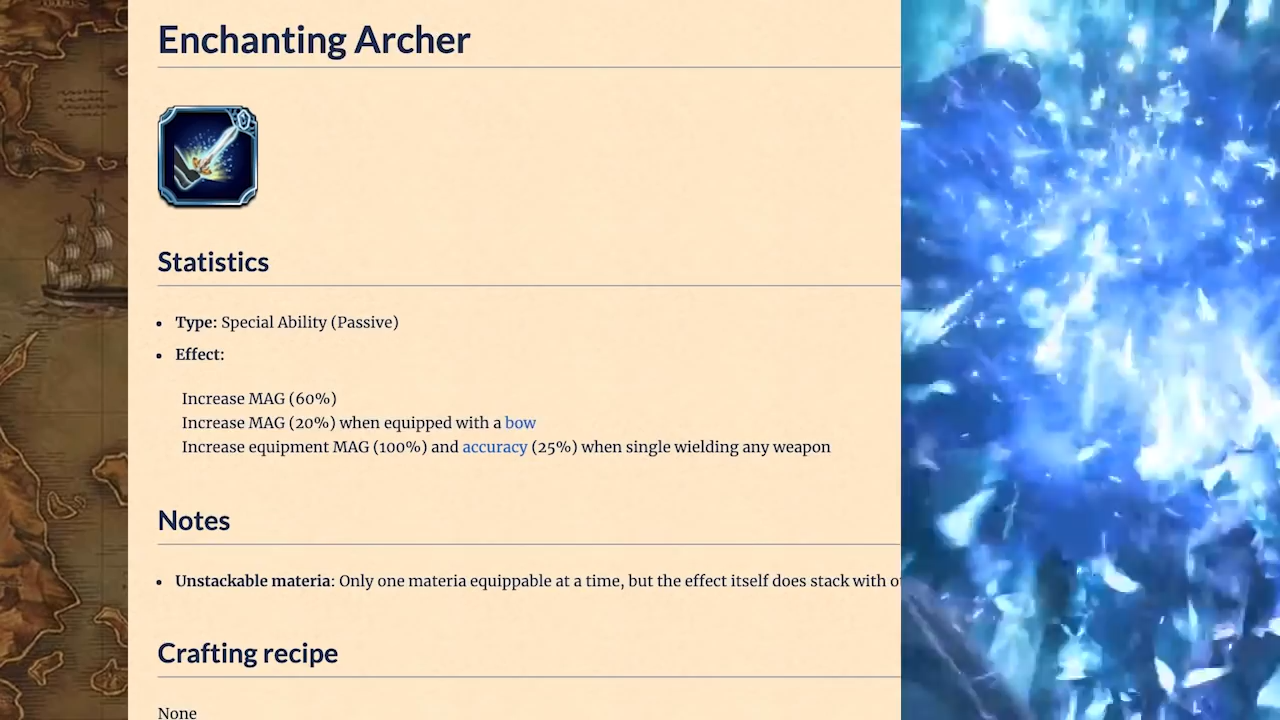 Enchanting Archer
Statistics
Type: Special Ability (Passive)
Effect:
Increase MAG (60%)
Increase MAG (20%) when equipped with a bow
Increase equipment MAG (100%) and accuracy (25%) when single wielding any weapon
Notes
Unstackable materia: Only one materia equippable at a time, but the effect itself does stack with
Crafting recipe
None